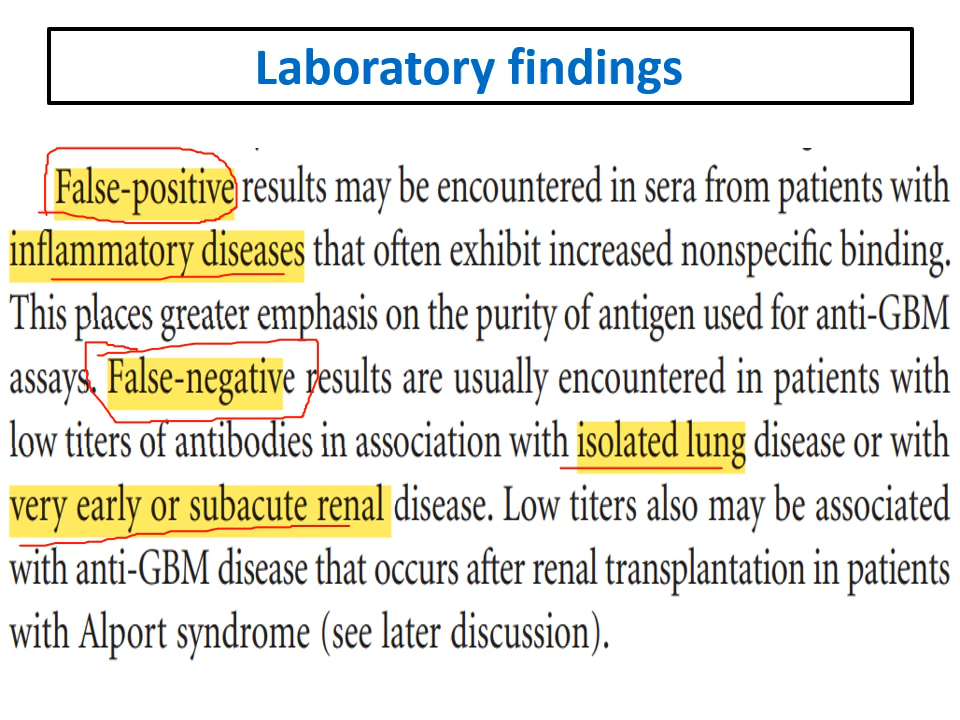 Laboratory findings
False-positive results may be encountered in sera from patients with
inflammatory diseases that often exhibit increased nonspecific binding.
This places greater emphasis on the purity of antigen used for anti-GBM
assays. False-negative results are usually encountered in patients with
low titers of antibodies in association with isolated lung disease or with
very early or subacute renal disease. Low titers also may be associated
with anti-GBM disease that occurs after renal transplantation in patients
with Alport syndrome (see later discussion).